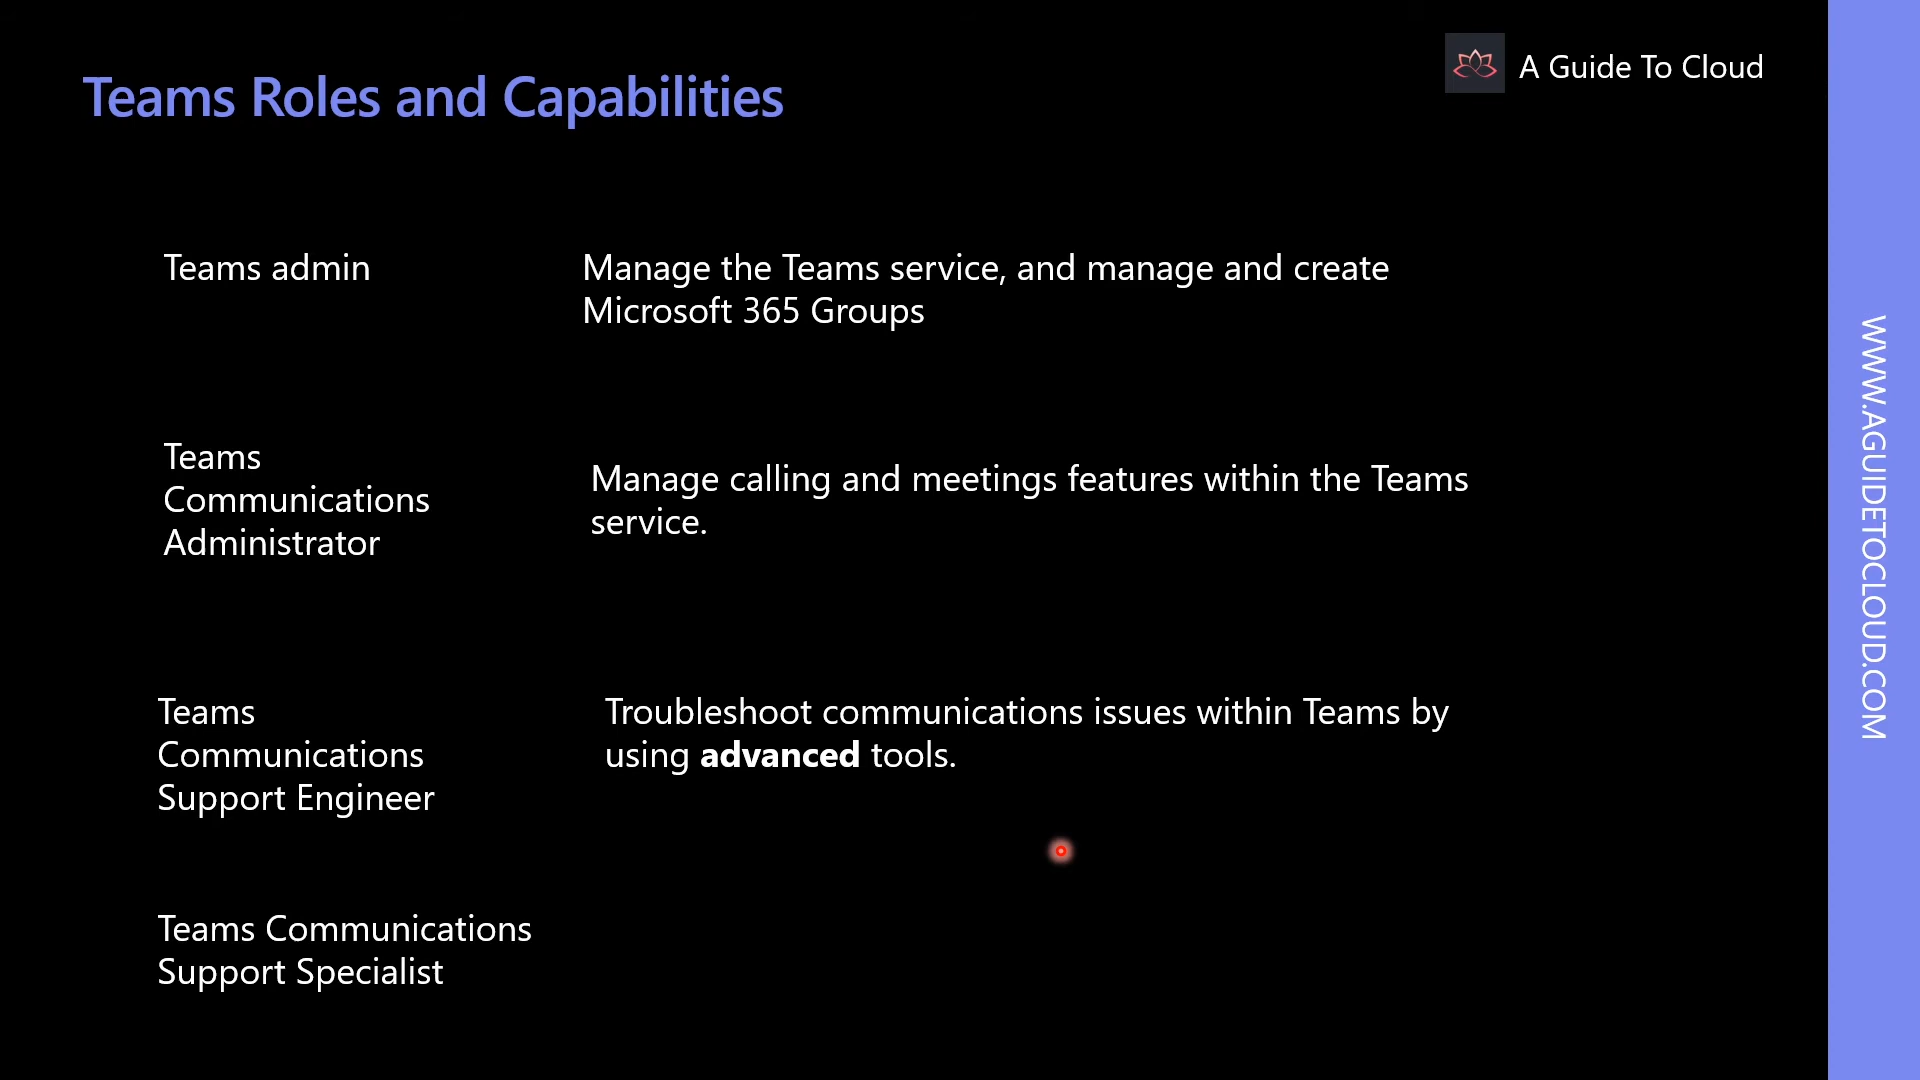 Teams Roles and Capabilities
A Guide To Cloud
Teams admin
Manage the Teams service, and manage and create
Microsoft 365 Groups
Teams
Communications
Administrator
Manage calling and meetings features within the Teams
service.
Teams
Communications
Support Engineer
Troubleshoot communications issues within Teams by
using advanced tools.
Teams Communications
Support Specialist
WWW.AGUIDETOCLOUD.COM